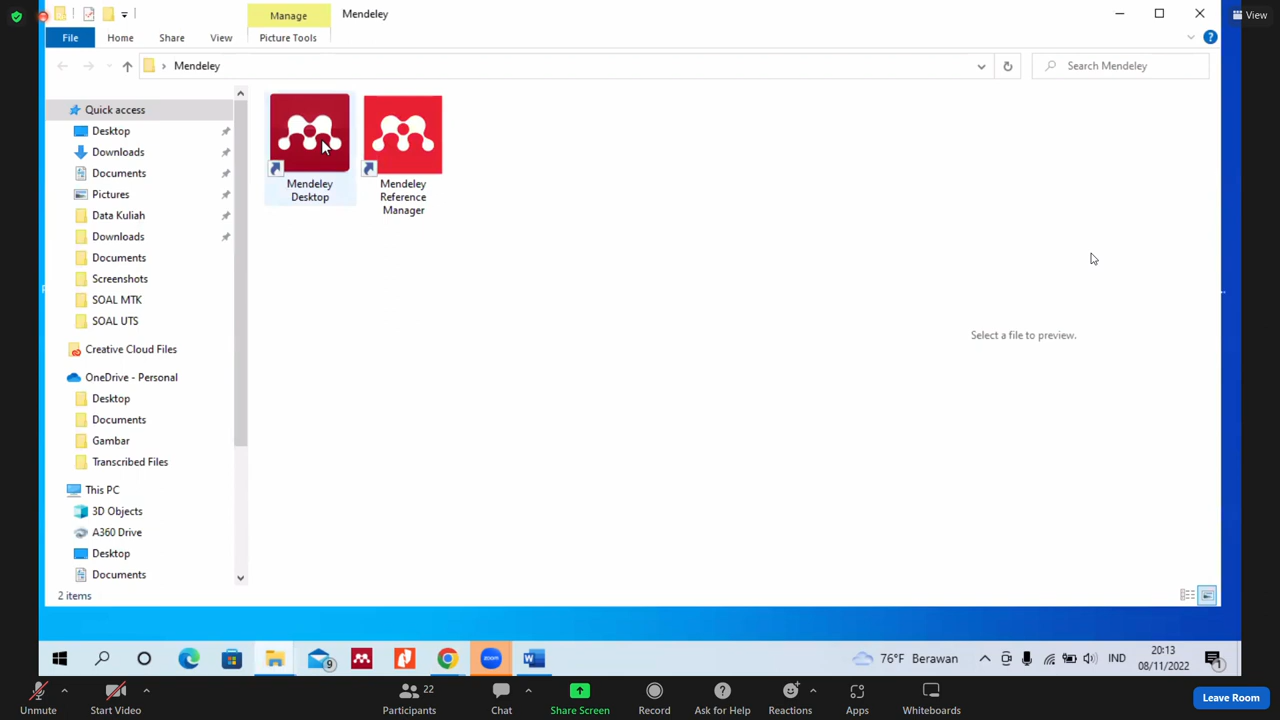 Manage
Mendeley
View
File
Home
Share
View
Picture Tools
Mendeley
Search Mendeley
Quick access
Desktop
Downloads
Documents
Pictures
Data Kuliah
Downloads
Documents
Screenshots
SOAL MTK
SOAL UTS
Creative Cloud Files
OneDrive - Personal
Desktop
Documents
Gambar
Transcribed Files
This PC
3D Objects
A360 Drive
Desktop
Documents
Mendeley
Desktop
Mendeley
Reference
Manager
Select a file to preview.
2 items
9
zoom
76°F Berawan
IND
20:13
08/11/2022
1
Unmute
Start Video
22
Participants
Chat
Share Screen
Record
Ask for Help
Reactions
Apps
Whiteboards
Leave Room